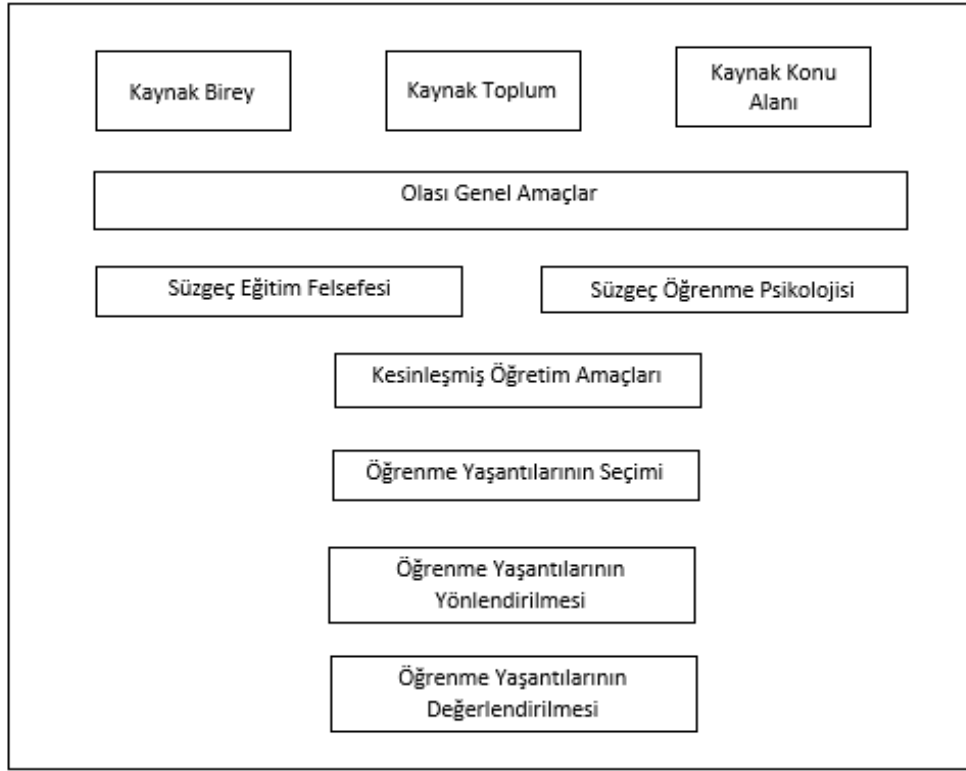 Kaynak Birey
Kaynak Toplum
Kaynak Konu
Alanı
Olası Genel Amaçlar
Süzgeç Eğitim Felsefesi
Süzgeç Öğrenme Psikolojisi
Kesinleşmiş Öğretim Amaçları
Öğrenme Yaşantılarının Seçimi
Öğrenme Yaşantılarının
Yönlendirilmesi
Öğrenme Yaşantılarının
Değerlendirilmesi